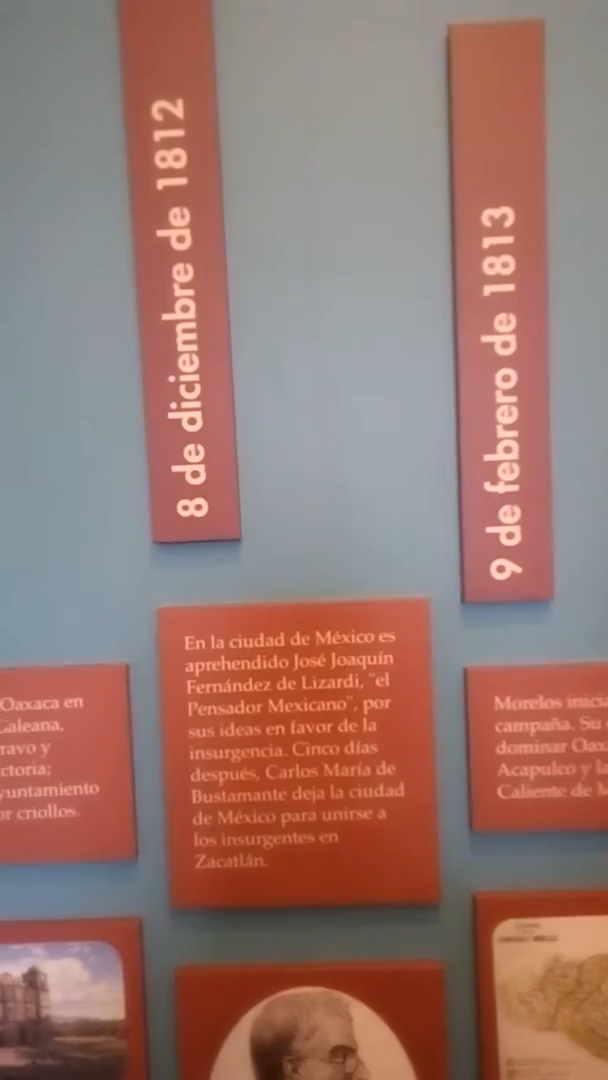 8 de diciembre de 1812
9 de febrero de 1813
En la ciudad de México es
aprehendido José Joaquín
Fernández de Lizardi, "el
Pensador Mexicano", por
sus ideas en favor de la
insurgencia. Cinco días
después, Carlos María de
Bustamante deja la ciudad
de México para unirse a
los insurgentes en
Zacatlán.
Oaxaca en
Galeana,
ravo y
ctoria;
yuntamiento
or criollos.
Morelos inici
campaña. Su
dominar Oax
Acapulco y la
Caliente de M